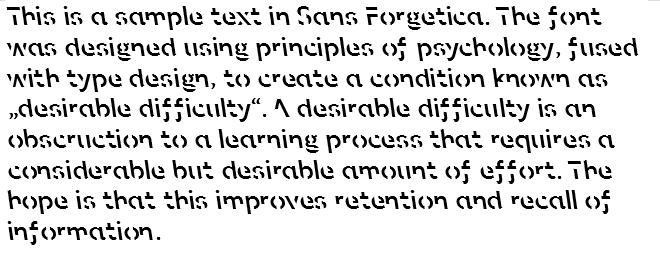 This is a sample text in Sans Forgetica. The font
was designed using principles of psychology, fused
with type design, to create a condition known as
„desirable difficulty“. A desirable difficulty is an
obscruction to a learning process that requires a
considerable but desirable amount of effort. The
hope is that this improves retention and recall of
information.